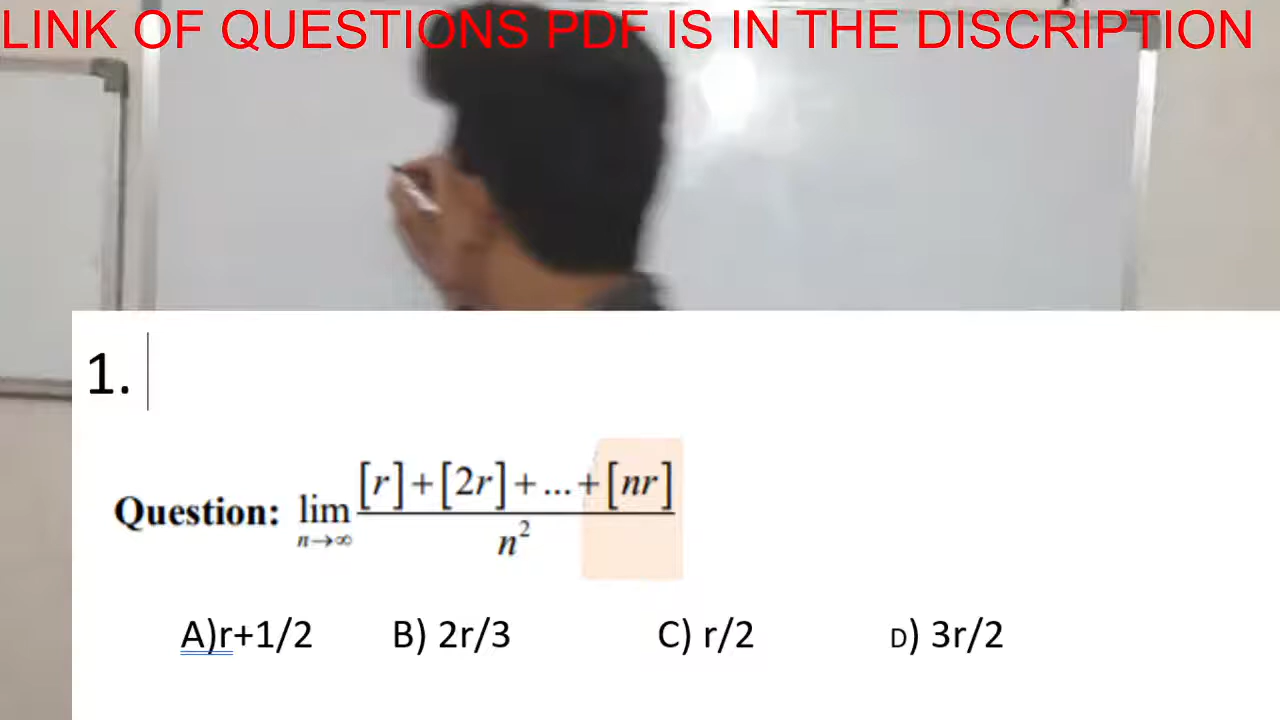 LINK OF QUESTIONS PDF IS IN THE DISCRIPTION
1.
Question: lim n→∞ [r]+[2r]+...+[nr] / n²
A)r+1/2 B) 2r/3 C) r/2 D) 3r/2